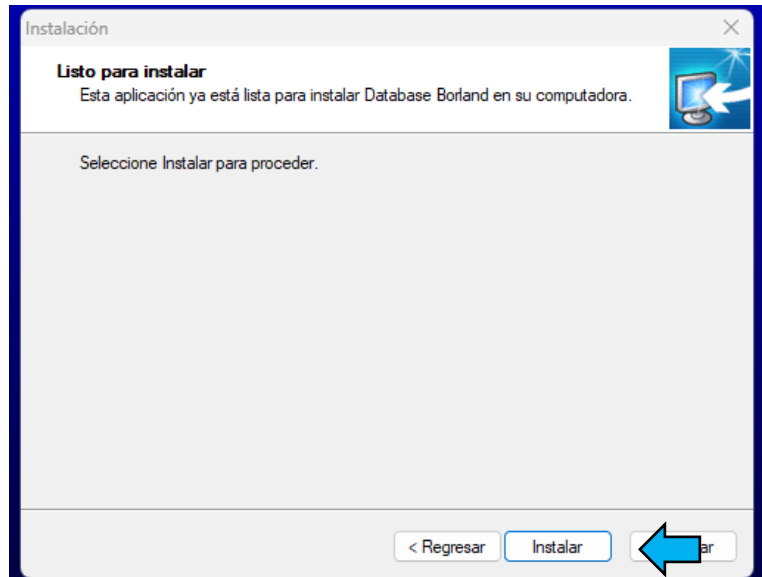 Instalación
Listo para instalar
Esta aplicación ya está lista para instalar Database Borland en su computadora.
Seleccione Instalar para proceder.
< Regresar Instalar ar